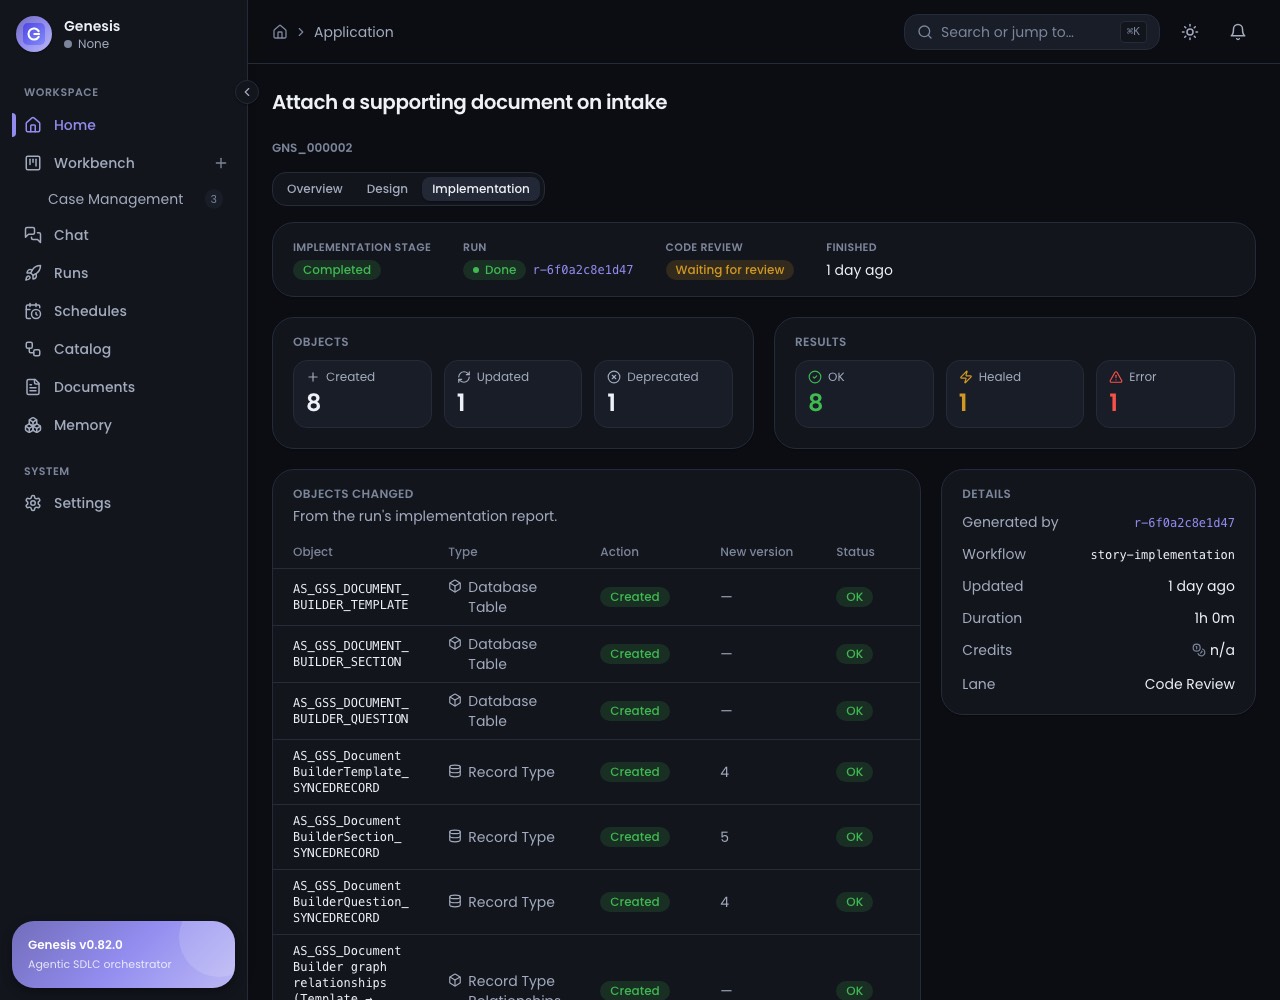 Genesis
None
WORKSPACE
Home
Workbench
Case Management 3
Chat
Runs
Schedules
Catalog
Documents
Memory
SYSTEM
Settings
Genesis v0.82.0
Agentic SDLC orchestrator
Application
Search or jump to... ⌘K
Attach a supporting document on intake
GNS_000002
Overview Design Implementation
IMPLEMENTATION STAGE RUN CODE REVIEW FINISHED
Completed Done r-6f0a2c8e1d47 Waiting for review 1 day ago
OBJECTS
Created Updated Deprecated
8 1 1
RESULTS
OK Healed Error
8 1 1
OBJECTS CHANGED
From the run's implementation report.
Object Type Action New version Status
AS_GSS_DOCUMENT_
BUILDER_TEMPLATE
Database
Table
Created — OK
AS_GSS_DOCUMENT_
BUILDER_SECTION
Database
Table
Created — OK
AS_GSS_DOCUMENT_
BUILDER_QUESTION
Database
Table
Created — OK
AS_GSS_Document
BuilderTemplate_
SYNCEDRECORD
Record Type Created 4 OK
AS_GSS_Document
BuilderSection_
SYNCEDRECORD
Record Type Created 5 OK
AS_GSS_Document
BuilderQuestion_
SYNCEDRECORD
Record Type Created 4 OK
AS_GSS_Document
Builder graph
relationships
(Template →
Record Type
Relationships
Created — OK
DETAILS
Generated by r-6f0a2c8e1d47
Workflow story-implementation
Updated 1 day ago
Duration 1h 0m
Credits n/a
Lane Code Review